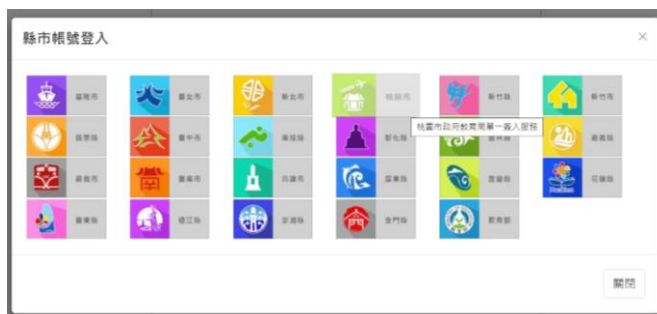 縣市帳號登入
×
基隆市 臺北市 新北市 桃園市 新竹縣 新竹市
苗栗縣 臺中市 南投縣 彰化縣 雲林縣 嘉義縣
桃園市政府教育局單一簽入服務
嘉義市 臺南市 高雄市 屏東縣 宜蘭縣 花蓮縣
臺東縣 連江縣 澎湖縣 金門縣 教育部
關閉